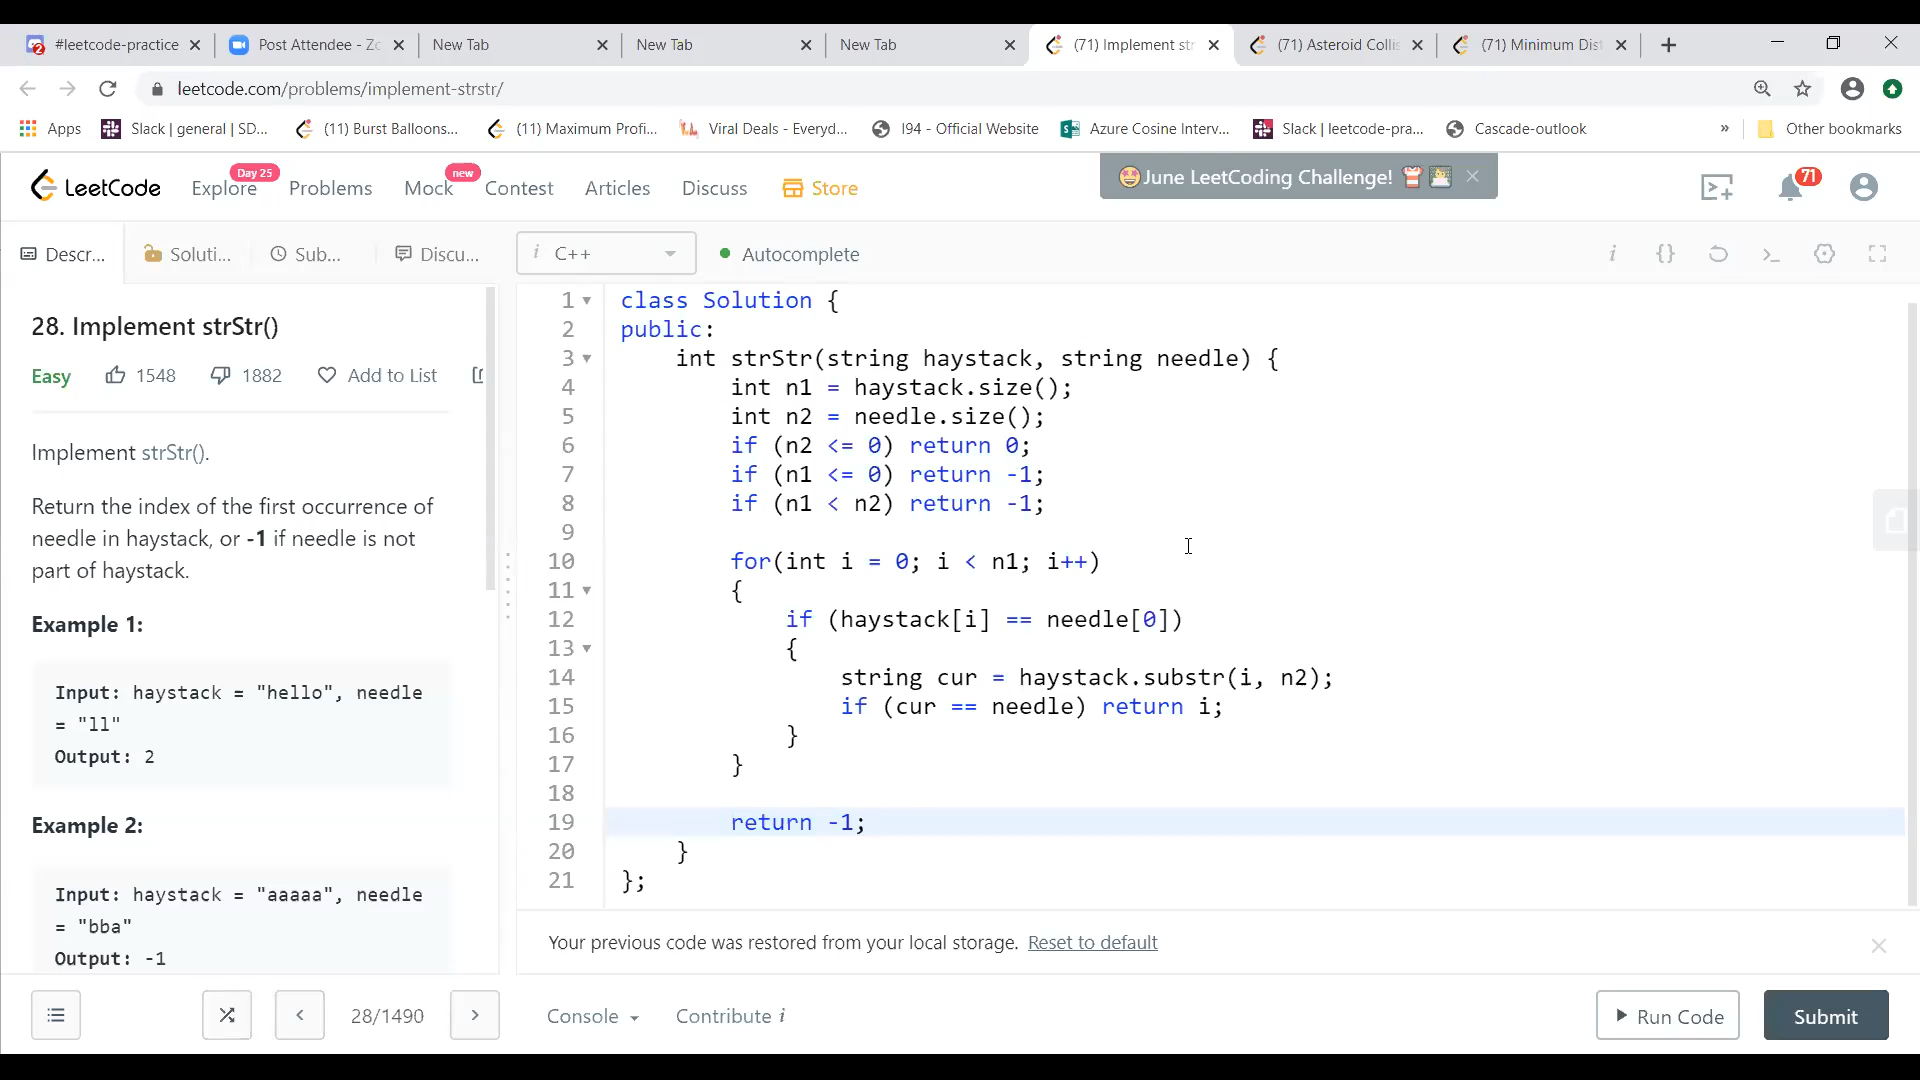 #leetcode-practice
Post Attendee - Zo
New Tab
New Tab
New Tab
(71) Implement str
(71) Asteroid Collis
(71) Minimum Dis
leetcode.com/problems/implement-strstr/
Apps
Slack | general | SD...
(11) Burst Balloons...
(11) Maximum Profi...
Viral Deals - Everyd...
I94 - Official Website
Azure Cosine Interv...
Slack | leetcode-pra...
Cascade-outlook
»
Other bookmarks
LeetCode
Explore
Day 25
Problems
Mock
new
Contest
Articles
Discuss
Store
June LeetCoding Challenge!
71
Descr...
Soluti...
Sub...
Discu...
i C++
Autocomplete
28. Implement strStr()
Easy
1548
1882
Add to List
Implement strStr().
Return the index of the first occurrence of
needle in haystack, or -1 if needle is not
part of haystack.
Example 1:
Input: haystack = "hello", needle
= "ll"
Output: 2
Example 2:
Input: haystack = "aaaaa", needle
= "bba"
Output: -1
1 class Solution {
2 public:
3 int strStr(string haystack, string needle) {
4 int n1 = haystack.size();
5 int n2 = needle.size();
6 if (n2 <= 0) return 0;
7 if (n1 <= 0) return -1;
8 if (n1 < n2) return -1;
9
10 for(int i = 0; i < n1; i++)
11 {
12 if (haystack[i] == needle[0])
13 {
14 string cur = haystack.substr(i, n2);
15 if (cur == needle) return i;
16 }
17 }
18
19 return -1;
20 }
21 };
Your previous code was restored from your local storage. Reset to default
28/1490
Console
Contribute i
Run Code
Submit